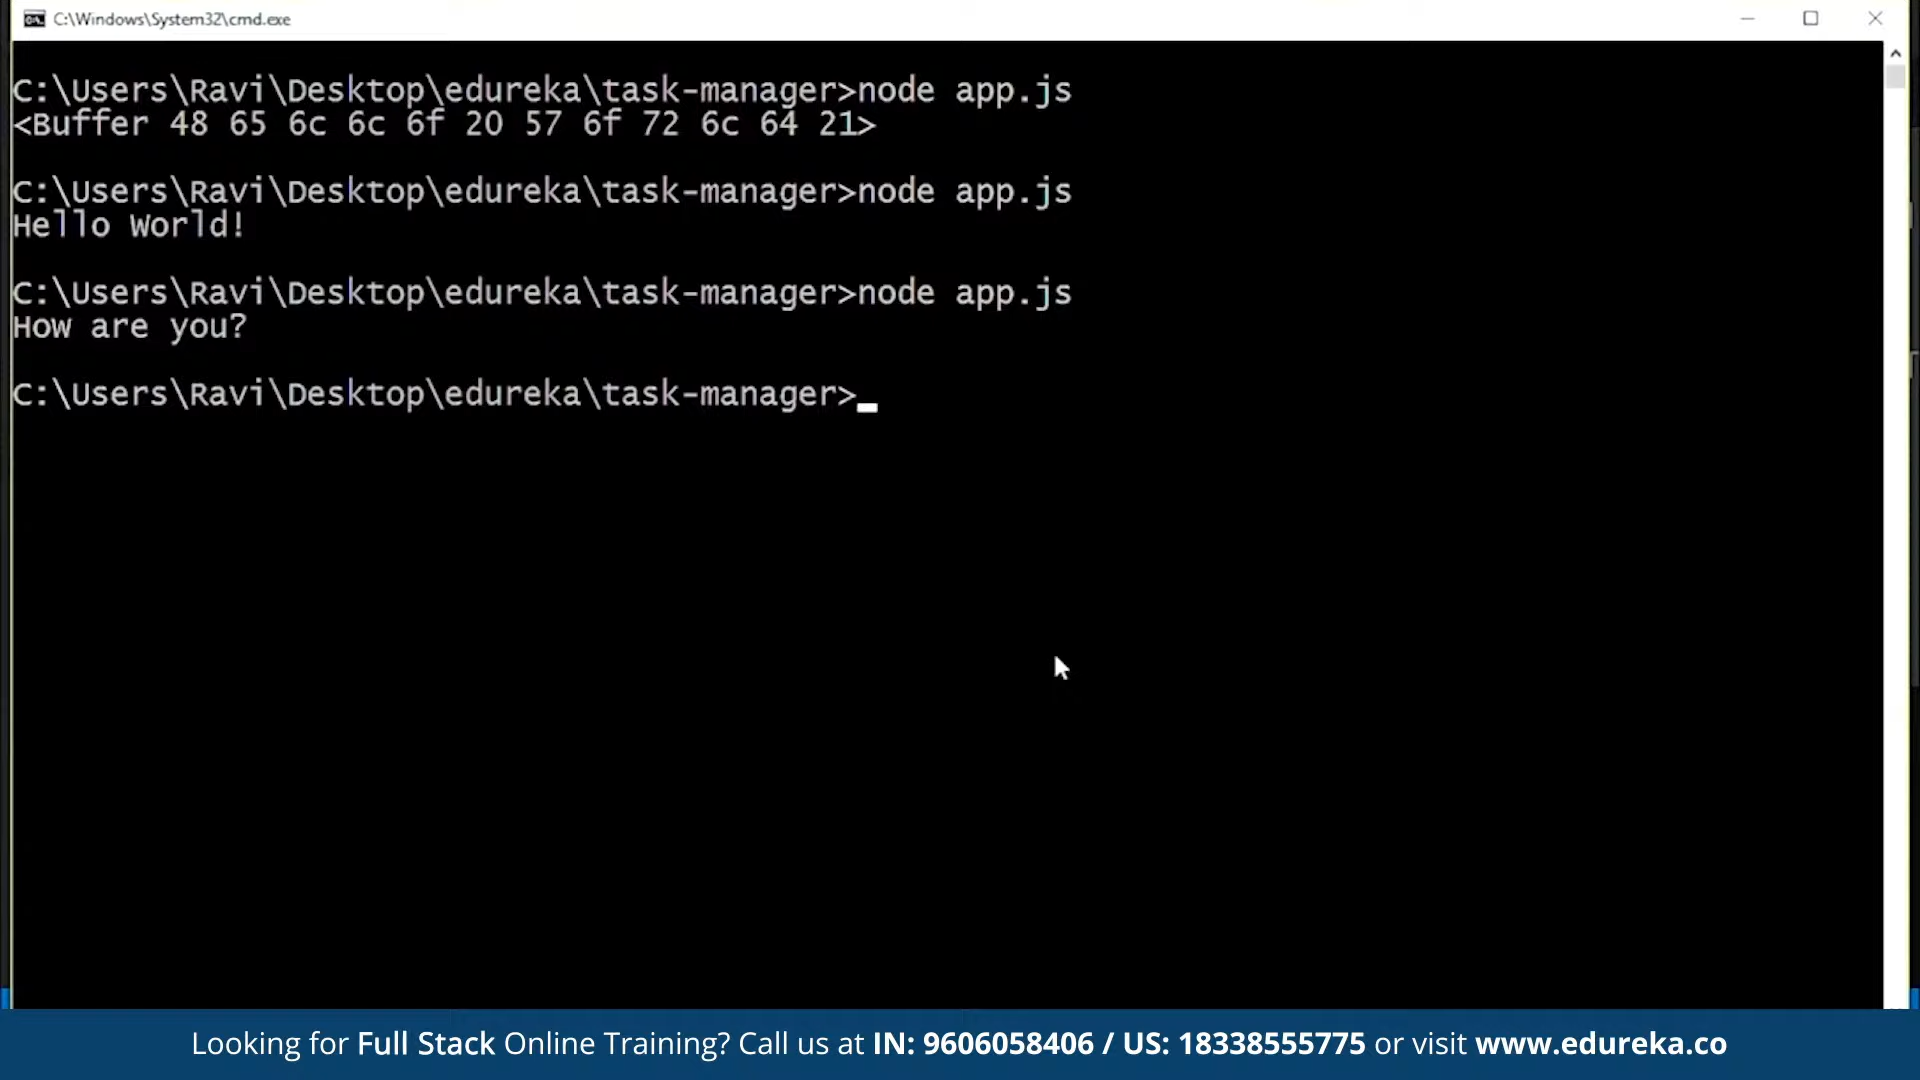 C:\Windows\System32\cmd.exe
C:\Users\Ravi\Desktop\edureka\task-manager>node app.js
<Buffer 48 65 6c 6c 6f 20 57 6f 72 6c 64 21>
C:\Users\Ravi\Desktop\edureka\task-manager>node app.js
Hello World!
C:\Users\Ravi\Desktop\edureka\task-manager>node app.js
How are you?
C:\Users\Ravi\Desktop\edureka\task-manager>
Looking for Full Stack Online Training? Call us at IN: 9606058406 / US: 18338555775 or visit www.edureka.co